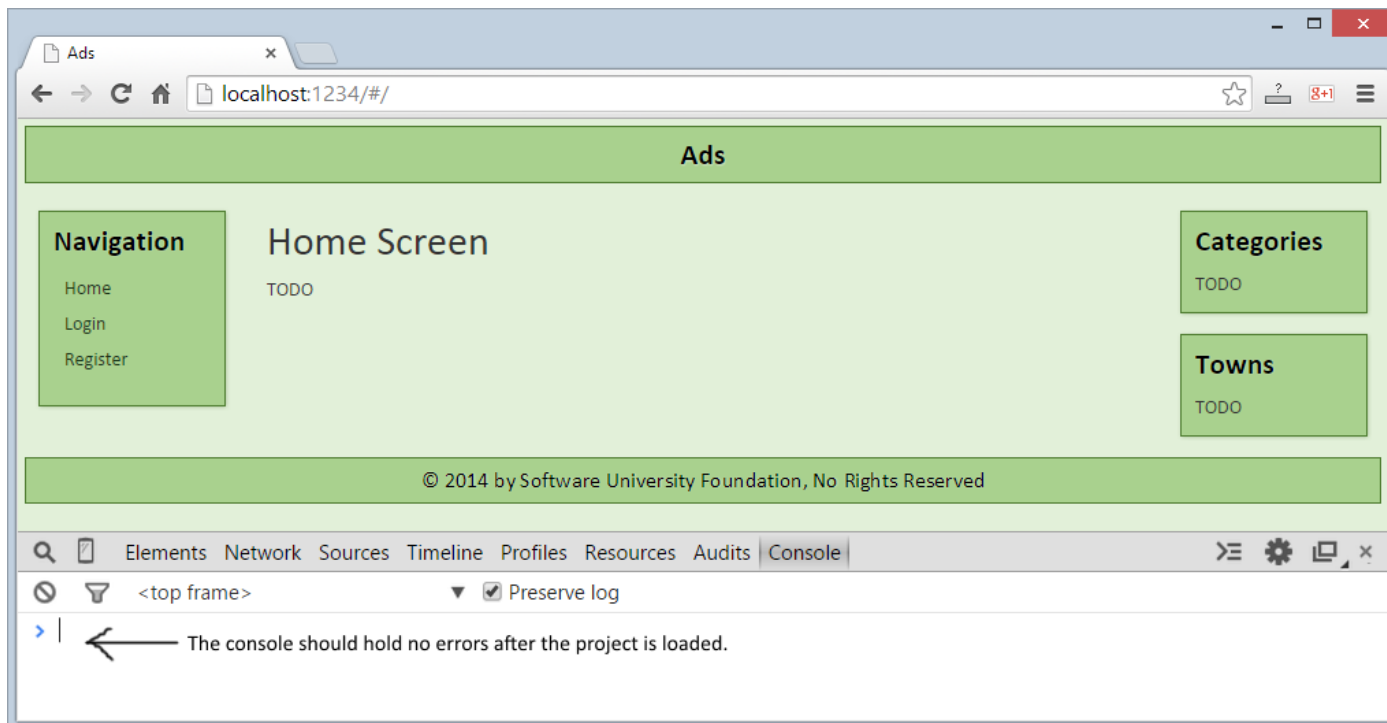 Ads
localhost:1234/#/
?
g+1
Ads
Navigation
Home
Login
Register
Home Screen
TODO
Categories
TODO
Towns
TODO
© 2014 by Software University Foundation, No Rights Reserved
Elements Network Sources Timeline Profiles Resources Audits Console
<top frame> Preserve log
The console should hold no errors after the project is loaded.